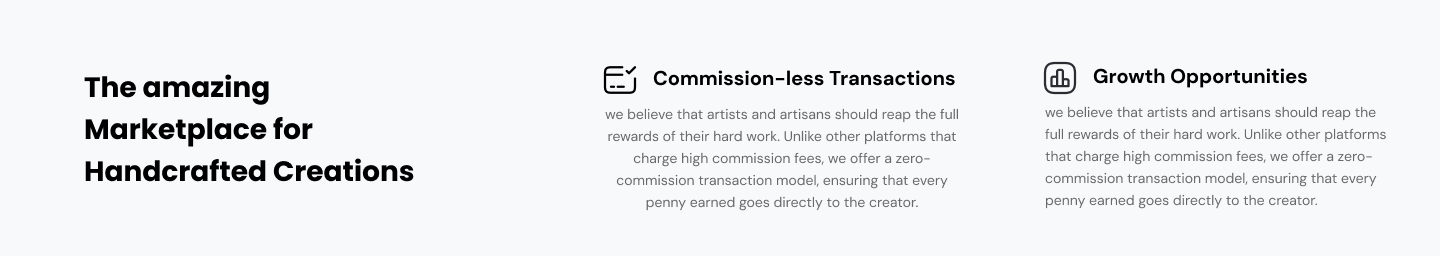 The amazing
Marketplace for
Handcrafted Creations
Commission-less Transactions
we believe that artists and artisans should reap the full
rewards of their hard work. Unlike other platforms that
charge high commission fees, we offer a zero-
commission transaction model, ensuring that every
penny earned goes directly to the creator.
Growth Opportunities
we believe that artists and artisans should reap the
full rewards of their hard work. Unlike other platforms
that charge high commission fees, we offer a zero-
commission transaction model, ensuring that every
penny earned goes directly to the creator.